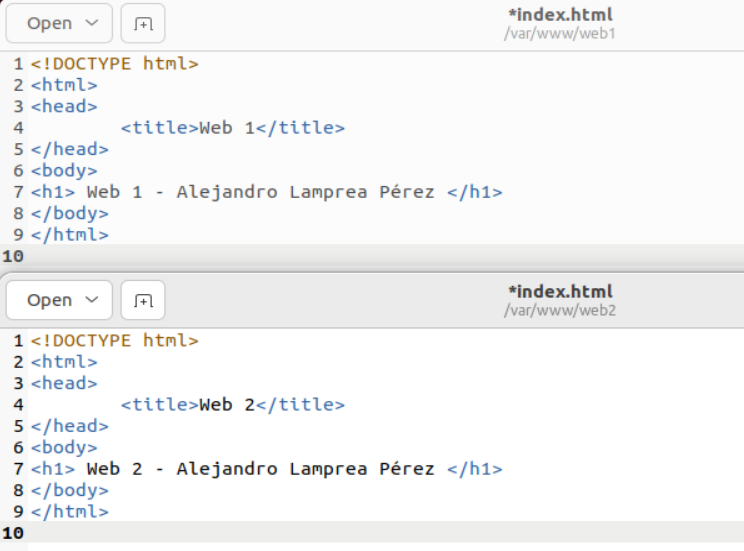 Open
*index.html
/var/www/web1
1 <!DOCTYPE html>
2 <html>
3 <head>
4 <title>Web 1</title>
5 </head>
6 <body>
7 <h1> Web 1 - Alejandro Lamprea Pérez </h1>
8 </body>
9 </html>
10
Open
*index.html
/var/www/web2
1 <!DOCTYPE html>
2 <html>
3 <head>
4 <title>Web 2</title>
5 </head>
6 <body>
7 <h1> Web 2 - Alejandro Lamprea Pérez </h1>
8 </body>
9 </html>
10